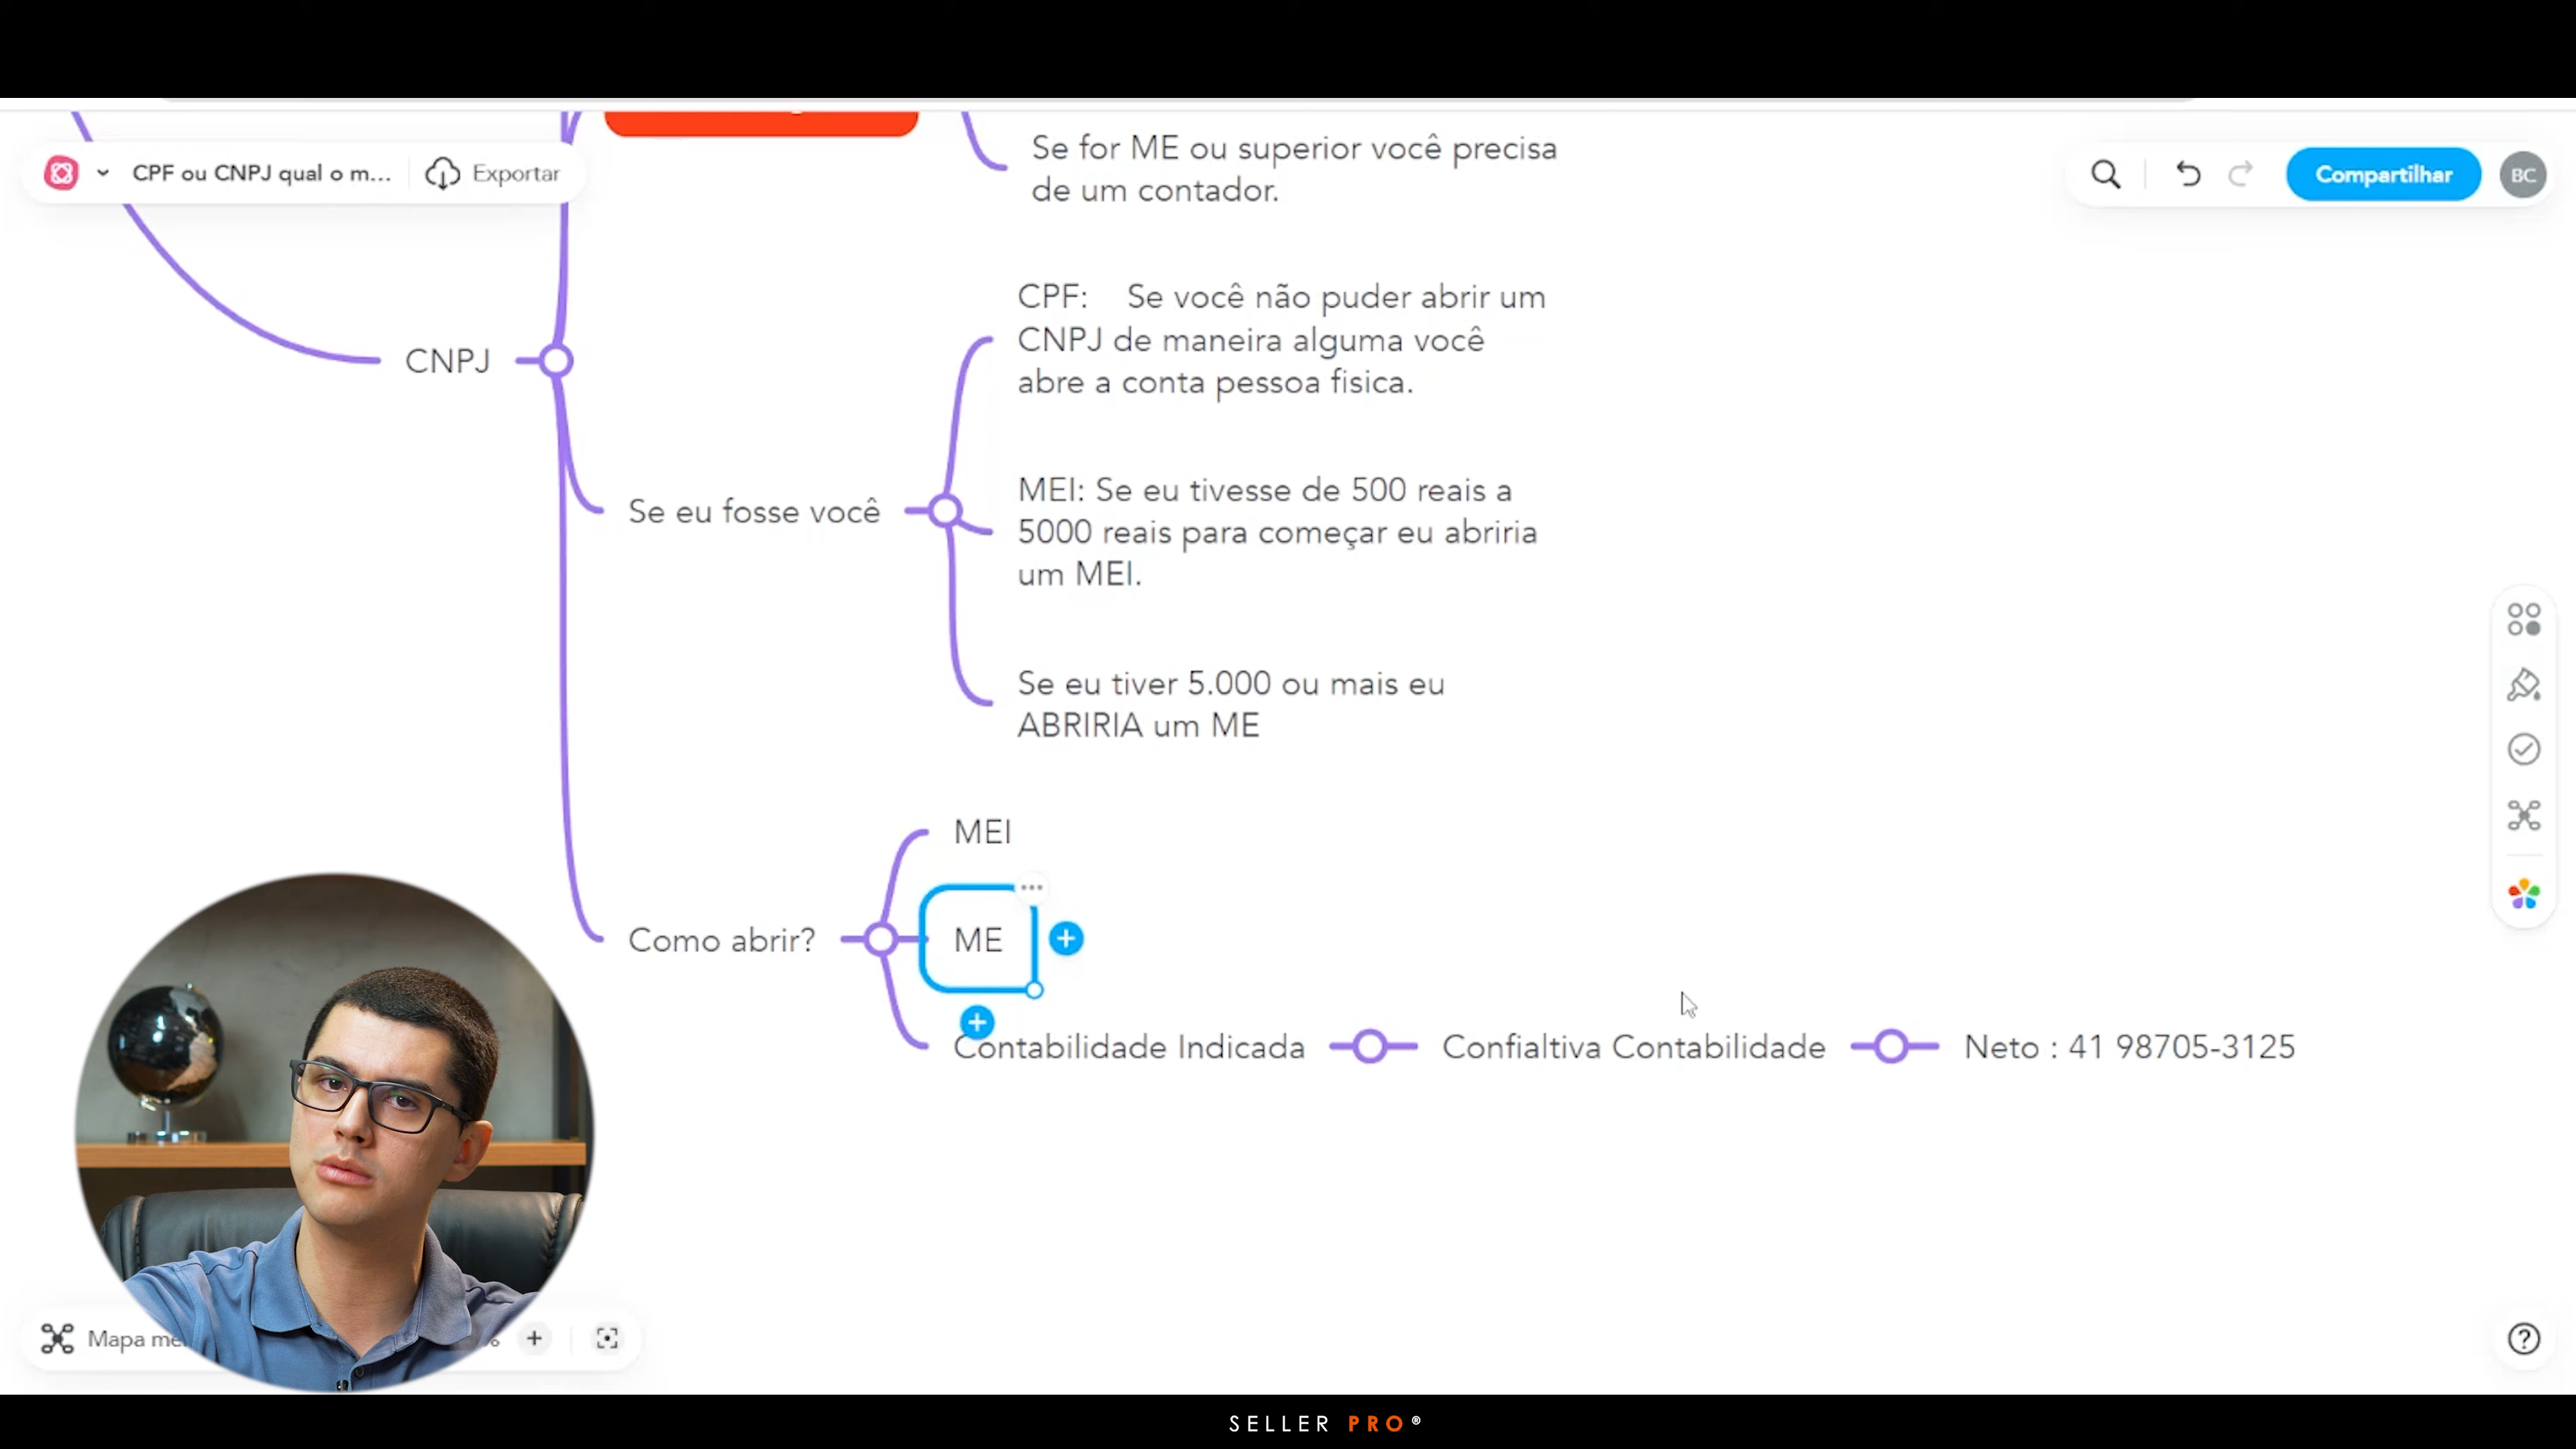 Se for ME ou superior você precisa
de um contador.
CPF ou CNPJ qual o m...
Exportar
Compartilhar
BC
CPF: Se você não puder abrir um
CNPJ de maneira alguma você
abre a conta pessoa fisica.
CNPJ
MEI: Se eu tivesse de 500 reais a
5000 reais para começar eu abriria
um MEI.
Se eu fosse você
Se eu tiver 5.000 ou mais eu
ABRIRIA um ME
MEI
Como abrir?
ME
Contabilidade Indicada
Confialtiva Contabilidade
Neto : 41 98705-3125
Mapa me
SELLER PRO®